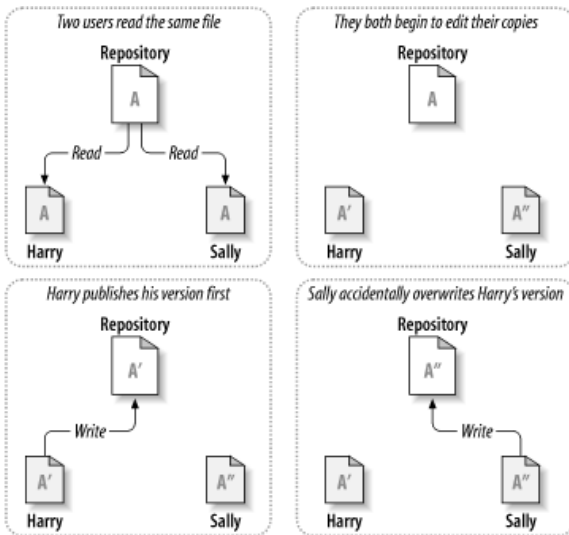 Two users read the same file
Repository
A
Read Read
A A
Harry Sally
They both begin to edit their copies
Repository
A
A′ A″
Harry Sally
Harry publishes his version first
Repository
A′
Write
A′ A″
Harry Sally
Sally accidentally overwrites Harry's version
Repository
A″
Write
A′ A″
Harry Sally